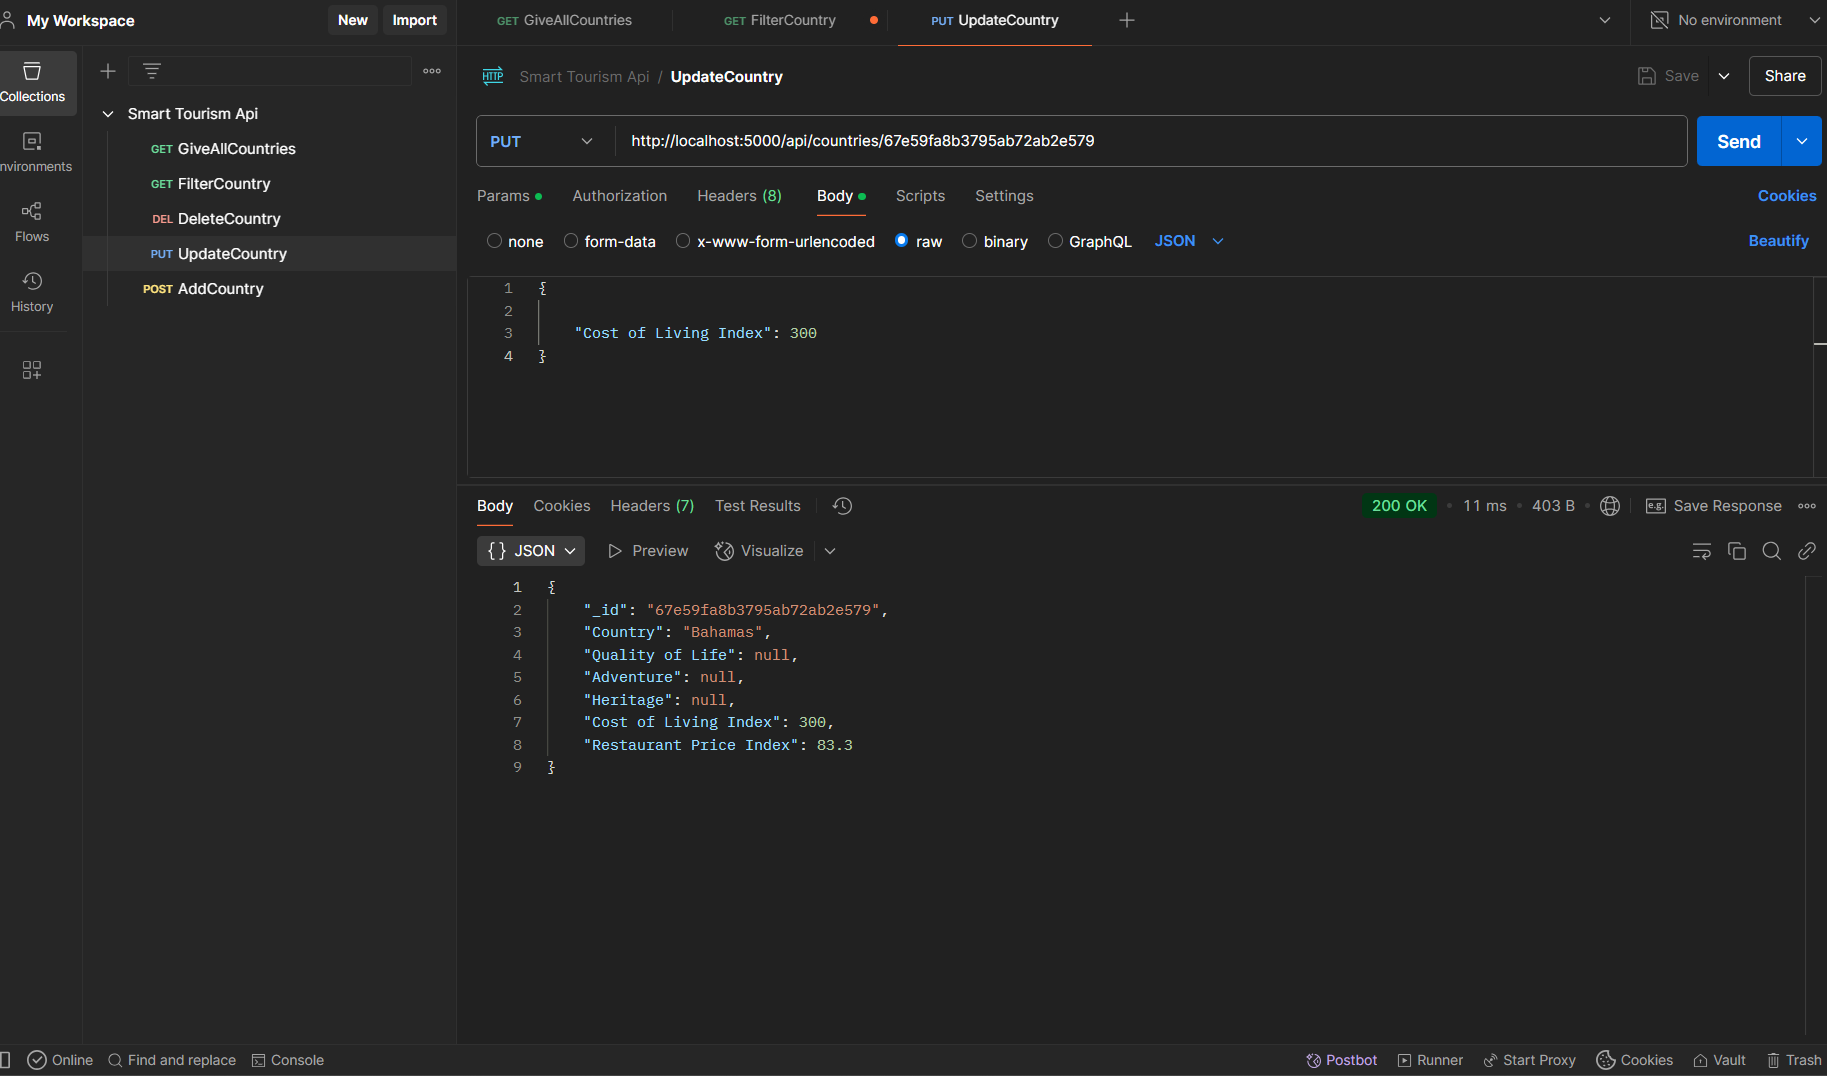 My Workspace
New
Import
GET GiveAllCountries
GET FilterCountry
PUT UpdateCountry
No environment
Collections
nvironments
Flows
History
Smart Tourism Api
GET GiveAllCountries
GET FilterCountry
DEL DeleteCountry
PUT UpdateCountry
POST AddCountry
HTTP Smart Tourism Api / UpdateCountry
Save
Share
PUT
http://localhost:5000/api/countries/67e59fa8b3795ab72ab2e579
Send
Params
Authorization
Headers (8)
Body
Scripts
Settings
Cookies
none
form-data
x-www-form-urlencoded
raw
binary
GraphQL
JSON
Beautify
1 {
2
3 "Cost of Living Index": 300
4 }
Body
Cookies
Headers (7)
Test Results
200 OK • 11 ms • 403 B •
e.g. Save Response
{} JSON
Preview
Visualize
1 {
2 "_id": "67e59fa8b3795ab72ab2e579",
3 "Country": "Bahamas",
4 "Quality of Life": null,
5 "Adventure": null,
6 "Heritage": null,
7 "Cost of Living Index": 300,
8 "Restaurant Price Index": 83.3
9 }
Online
Find and replace
Console
Postbot
Runner
Start Proxy
Cookies
Vault
Trash